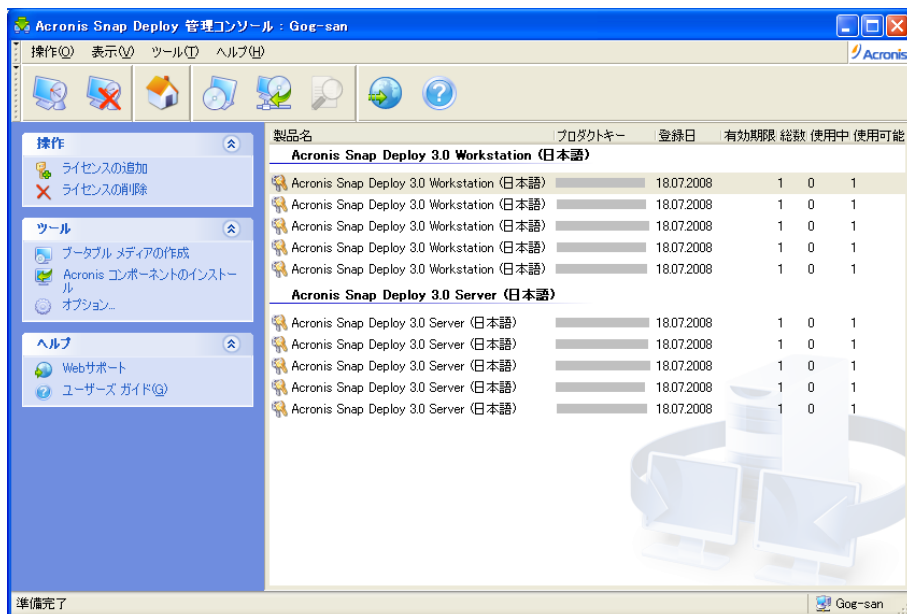 Acronis Snap Deploy 管理コンソール : Gog-san
操作(O) 表示(V) ツール(T) ヘルプ(H)
Acronis
操作
ライセンスの追加
ライセンスの削除
ツール
ブータブル メディアの作成
Acronis コンポーネントのインストー
ル
オプション...
ヘルプ
Webサポート
ユーザーズ ガイド(G)
製品名 プロダクトキー 登録日 有効期限 総数 使用中 使用可能
Acronis Snap Deploy 3.0 Workstation (日本語)
Acronis Snap Deploy 3.0 Workstation (日本語) 18.07.2008 1 0 1
Acronis Snap Deploy 3.0 Workstation (日本語) 18.07.2008 1 0 1
Acronis Snap Deploy 3.0 Workstation (日本語) 18.07.2008 1 0 1
Acronis Snap Deploy 3.0 Workstation (日本語) 18.07.2008 1 0 1
Acronis Snap Deploy 3.0 Workstation (日本語) 18.07.2008 1 0 1
Acronis Snap Deploy 3.0 Server (日本語)
Acronis Snap Deploy 3.0 Server (日本語) 18.07.2008 1 0 1
Acronis Snap Deploy 3.0 Server (日本語) 18.07.2008 1 0 1
Acronis Snap Deploy 3.0 Server (日本語) 18.07.2008 1 0 1
Acronis Snap Deploy 3.0 Server (日本語) 18.07.2008 1 0 1
Acronis Snap Deploy 3.0 Server (日本語) 18.07.2008 1 0 1
準備完了
Gog-san